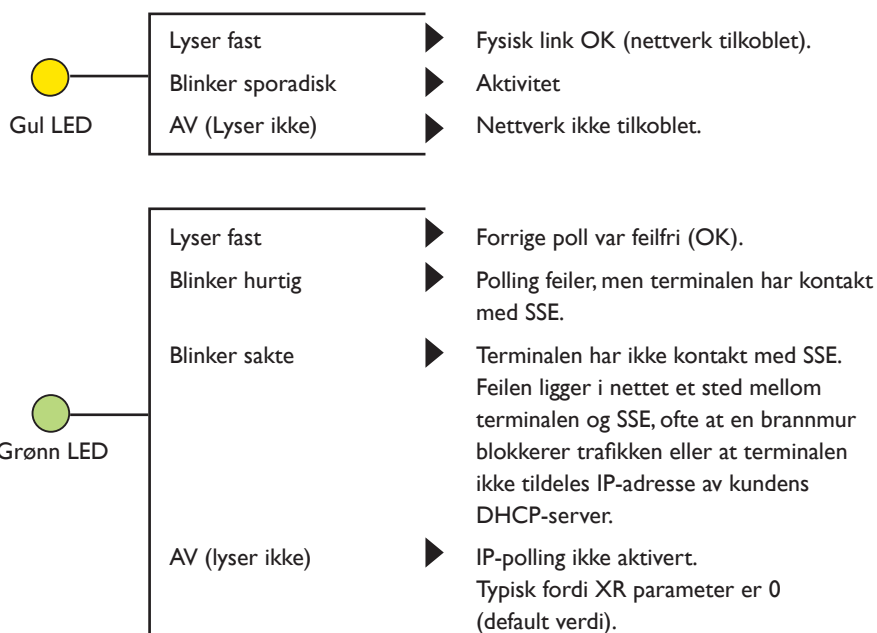 Lyser fast Fysisk link OK (nettverk tilkoblet).
Blinker sporadisk Aktivitet
Gul LED AV (Lyser ikke) Nettverk ikke tilkoblet.
Lyser fast Forrige poll var feilfri (OK).
Blinker hurtig Polling feiler, men terminalen har kontakt
med SSE.
Blinker sakte Terminalen har ikke kontakt med SSE.
Feilen ligger i nettet et sted mellom
terminalen og SSE, ofte at en brannmur
Grønn LED blokkerer trafikken eller at terminalen
ikke tildeles IP-adresse av kundens
DHCP-server.
AV (lyser ikke) IP-polling ikke aktivert.
Typisk fordi XR parameter er 0
(default verdi).